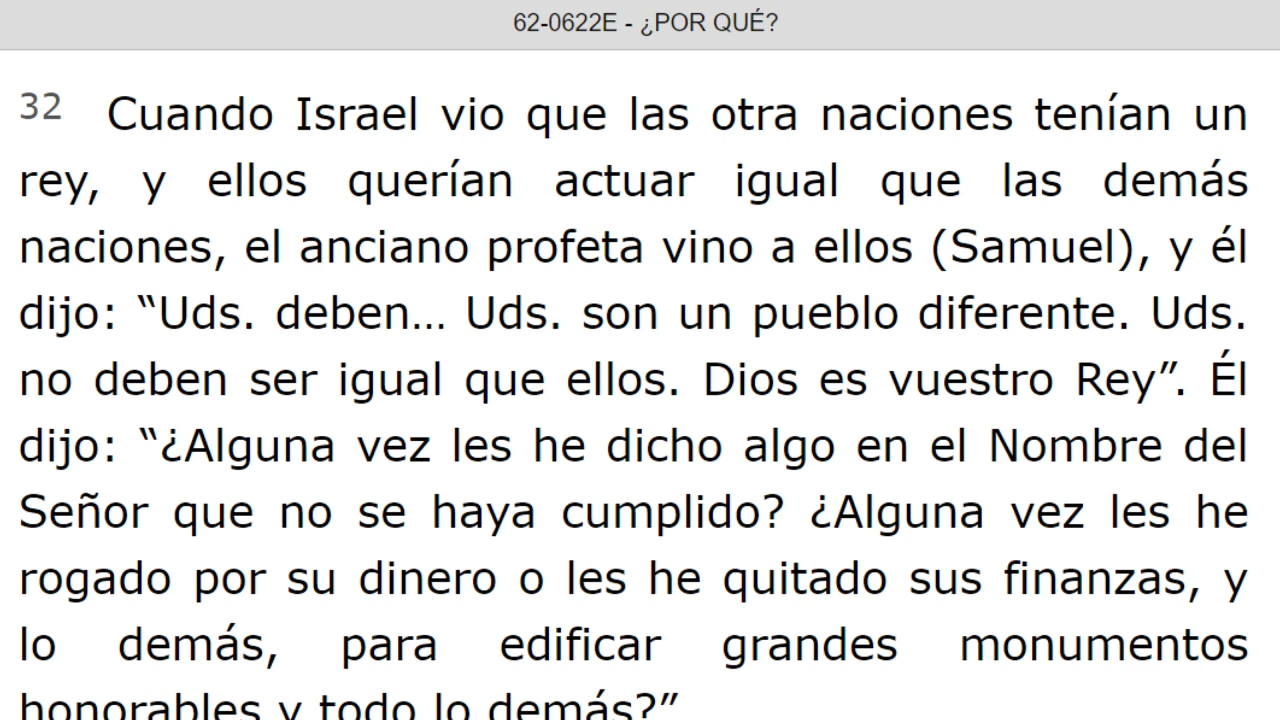 62-0622E - ¿POR QUÉ?
32 Cuando Israel vio que las otra naciones tenían un
rey, y ellos querían actuar igual que las demás
naciones, el anciano profeta vino a ellos (Samuel), y él
dijo: “Uds. deben… Uds. son un pueblo diferente. Uds.
no deben ser igual que ellos. Dios es vuestro Rey”. Él
dijo: “¿Alguna vez les he dicho algo en el Nombre del
Señor que no se haya cumplido? ¿Alguna vez les he
rogado por su dinero o les he quitado sus finanzas, y
lo demás, para edificar grandes monumentos
honorables y todo lo demás?”